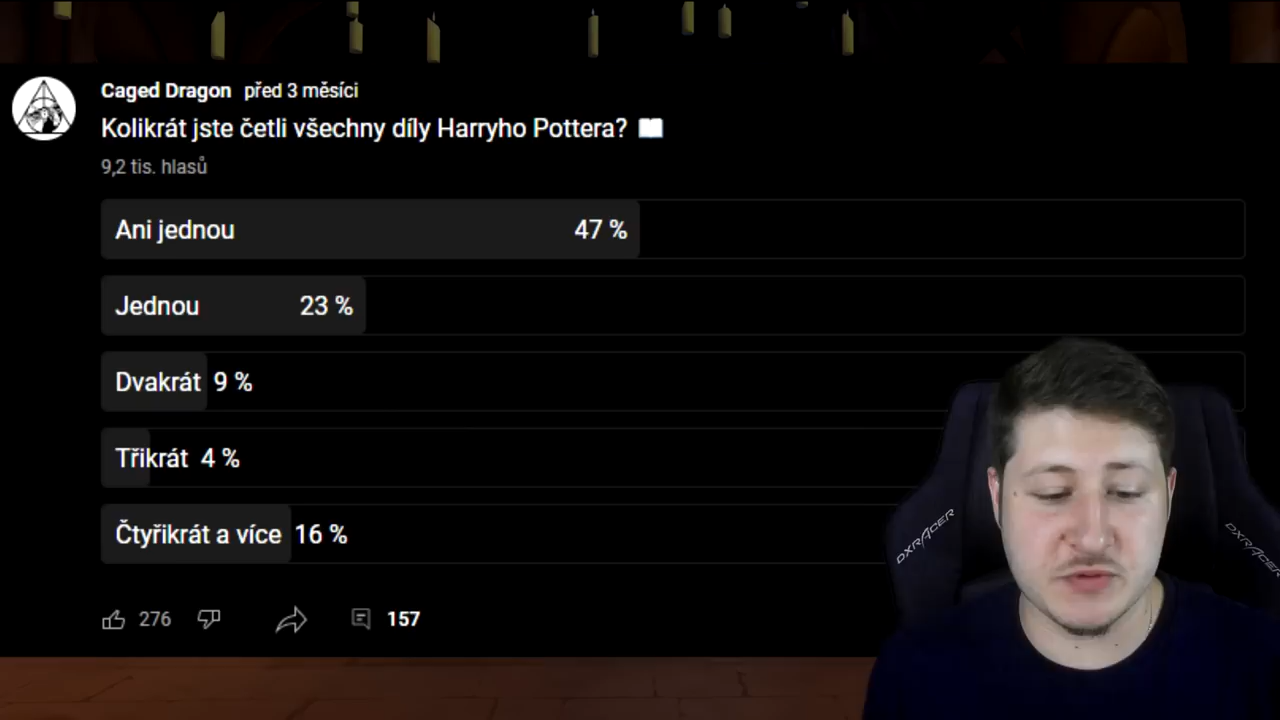 Caged Dragon před 3 měsíci
Kolikrát jste četli všechny díly Harryho Pottera?
9,2 tis. hlasů
Ani jednou 47 %
Jednou 23 %
Dvakrát 9 %
Třikrát 4 %
Čtyřikrát a více 16 %
276 157
DXRACER
DXRACER